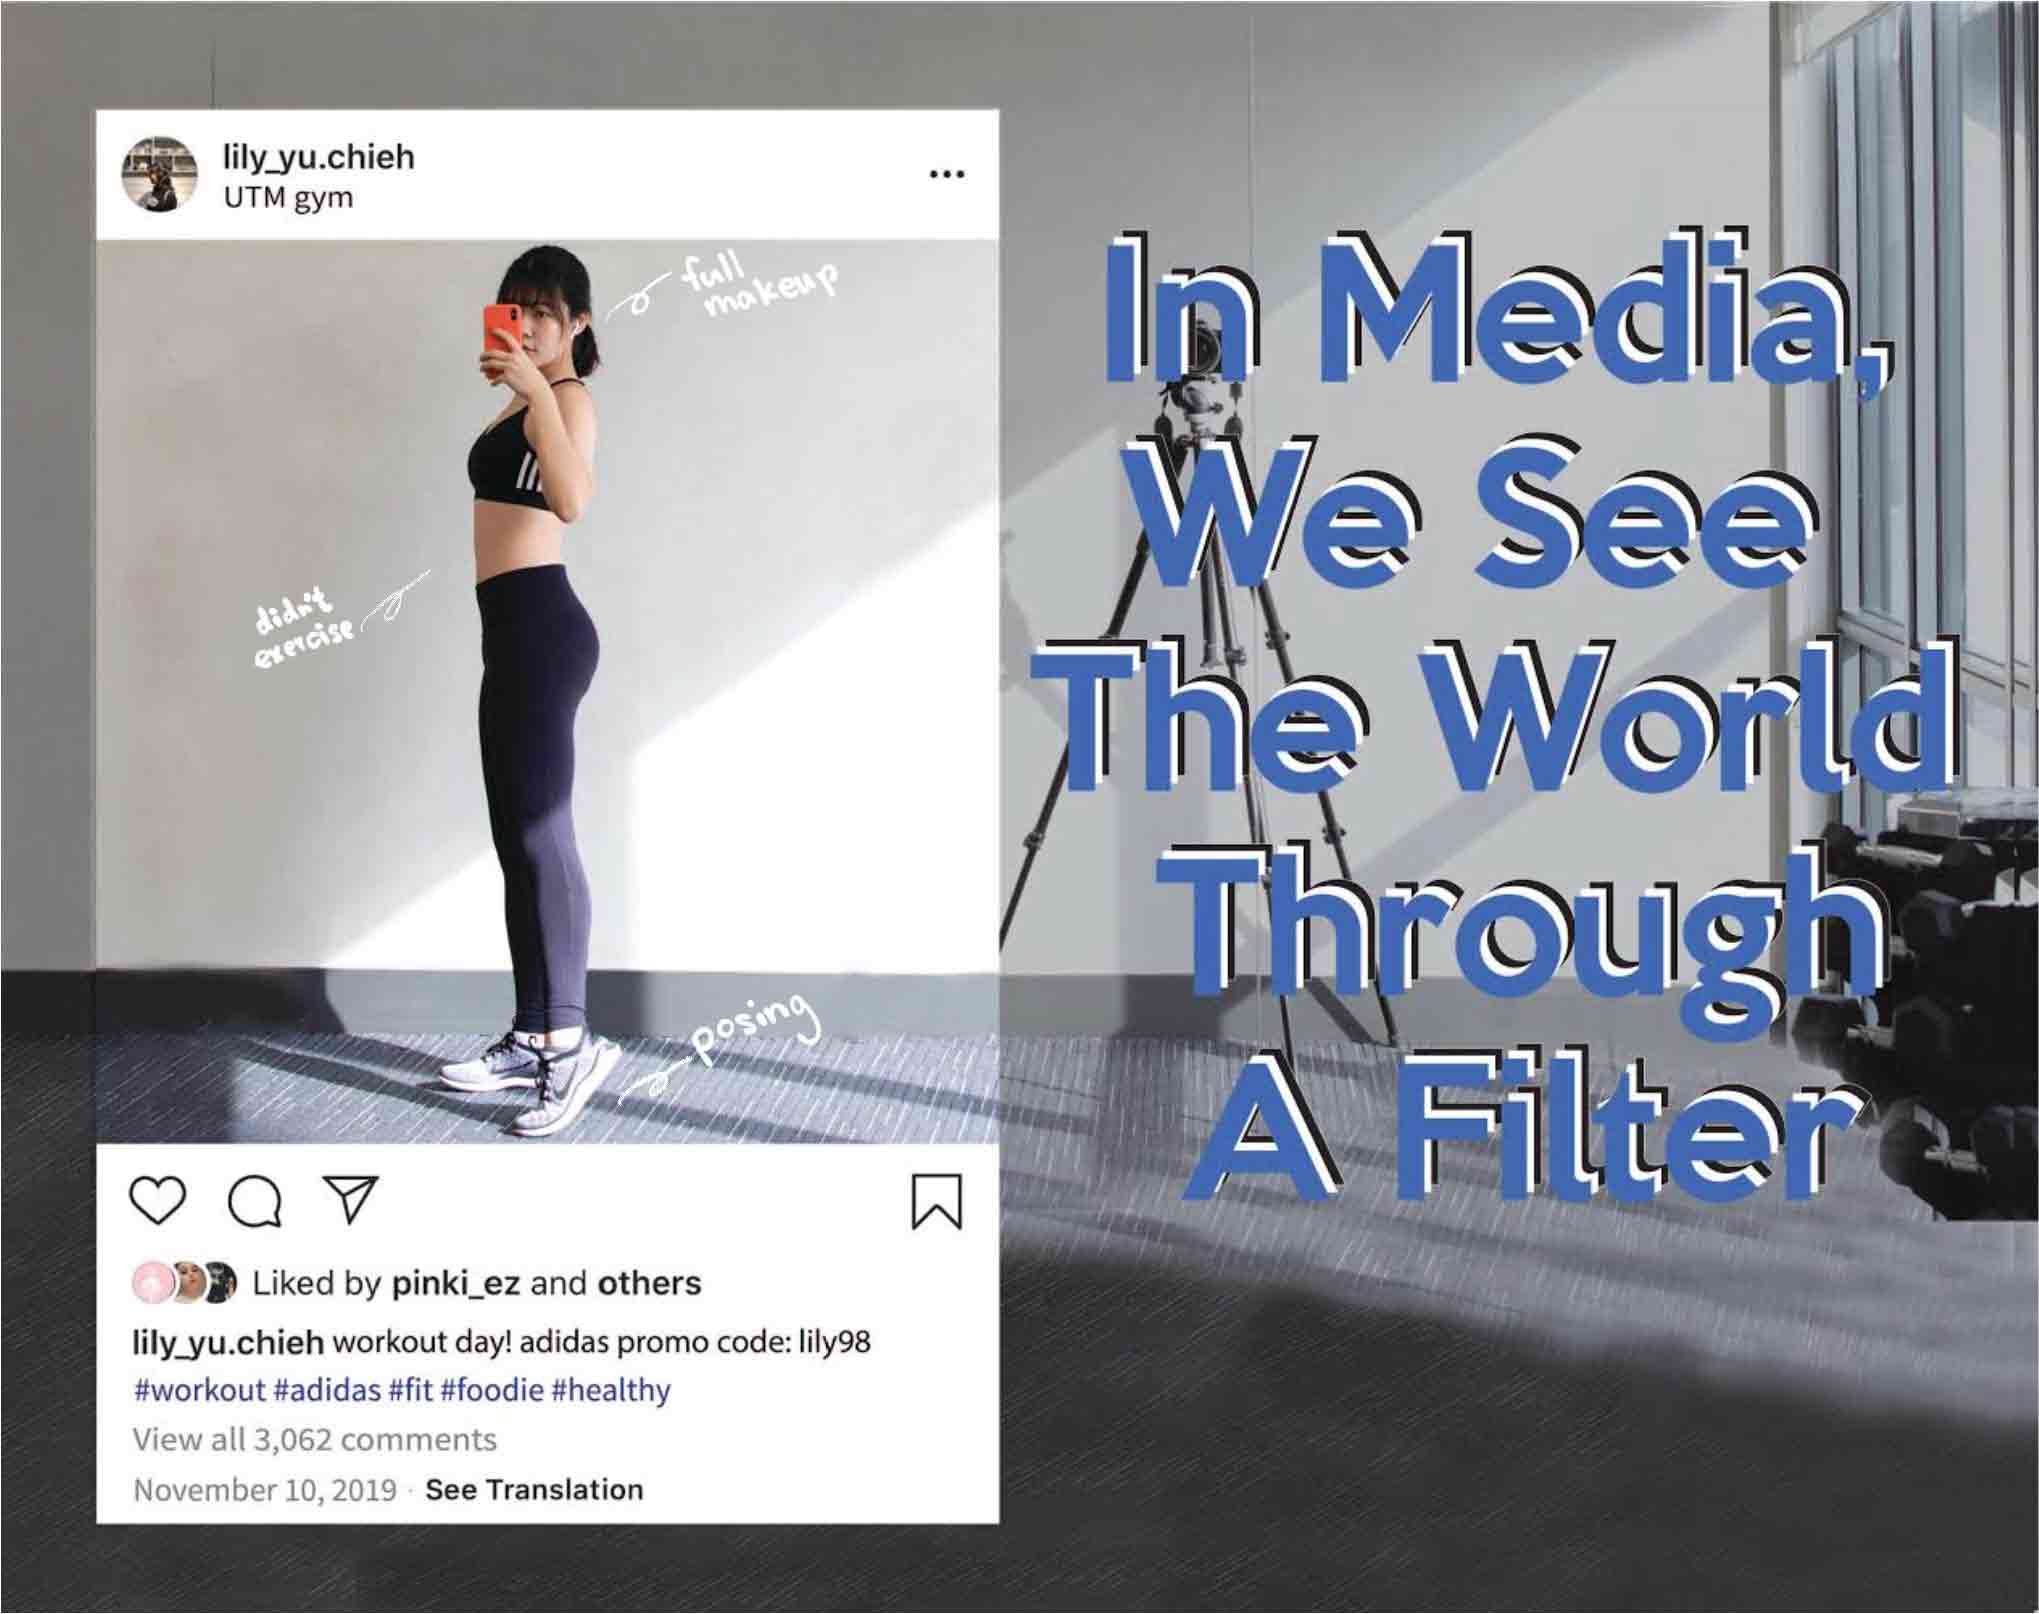 lily_yu.chieh
UTM gym
full
makeup
didn't
exercise
posing
Liked by pinki_ez and others
lily_yu.chieh workout day! adidas promo code: lily98
#workout #adidas #fit #foodie #healthy
View all 3,062 comments
November 10, 2019 · See Translation
In Media,
We See
The World
Through
A Filter